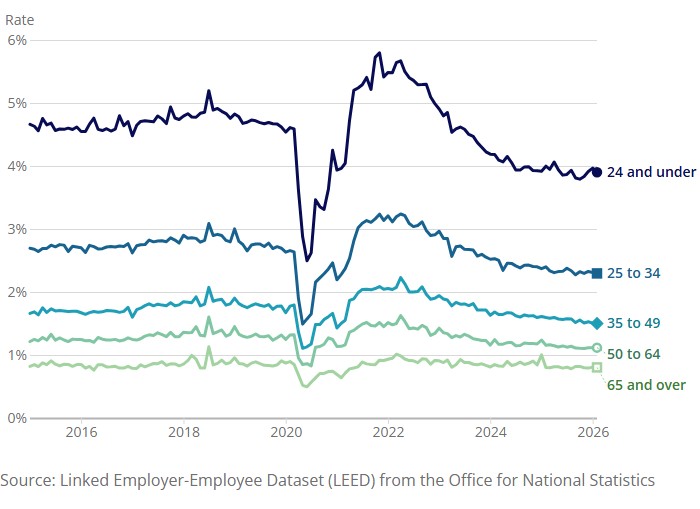 Rate
6%
5%
4%
24 and under
3%
25 to 34
2%
35 to 49
50 to 64
1%
65 and over
0%
2016 2018 2020 2022 2024 2026
Source: Linked Employer-Employee Dataset (LEED) from the Office for National Statistics